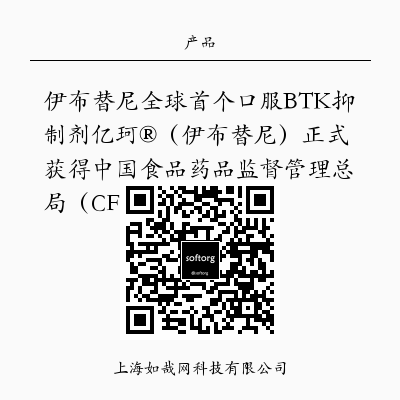 产品
伊布替尼全球首个口服BTK抑
制剂亿珂®（伊布替尼）正式
获得中国食品药品监督管理总
局（CF
softorg
@softorg
上海如哉网科技有限公司